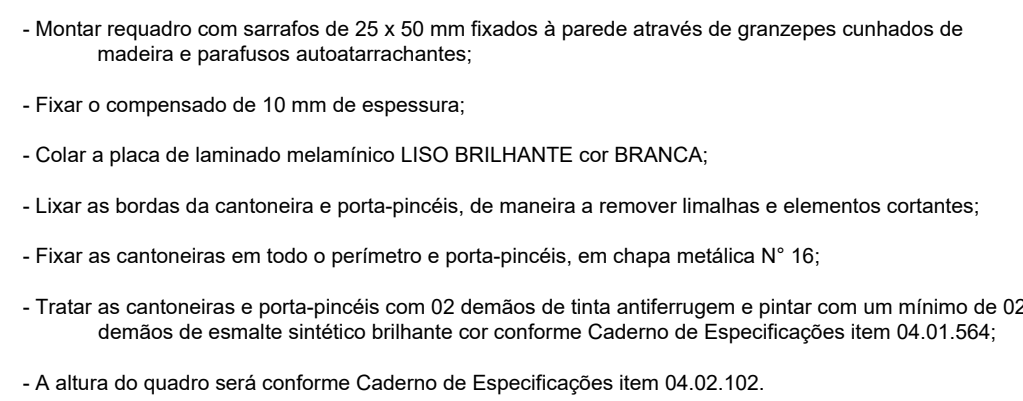 - Montar requadro com sarrafos de 25 x 50 mm fixados à parede através de granzepes cunhados de
madeira e parafusos autoatarrachantes;
- Fixar o compensado de 10 mm de espessura;
- Colar a placa de laminado melamínico LISO BRILHANTE cor BRANCA;
- Lixar as bordas da cantoneira e porta-pincéis, de maneira a remover limalhas e elementos cortantes;
- Fixar as cantoneiras em todo o perímetro e porta-pincéis, em chapa metálica N° 16;
- Tratar as cantoneiras e porta-pincéis com 02 demãos de tinta antiferrugem e pintar com um mínimo de 02
demãos de esmalte sintético brilhante cor conforme Caderno de Especificações item 04.01.564;
- A altura do quadro será conforme Caderno de Especificações item 04.02.102.